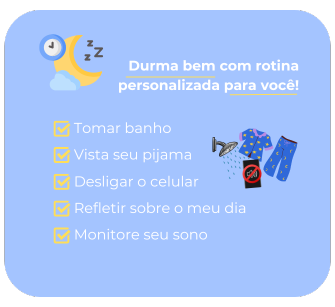 z z Z
Durma bem com rotina
personalizada para você!
Tomar banho
Vista seu pijama
Desligar o celular
Refletir sobre o meu dia
Monitore seu sono